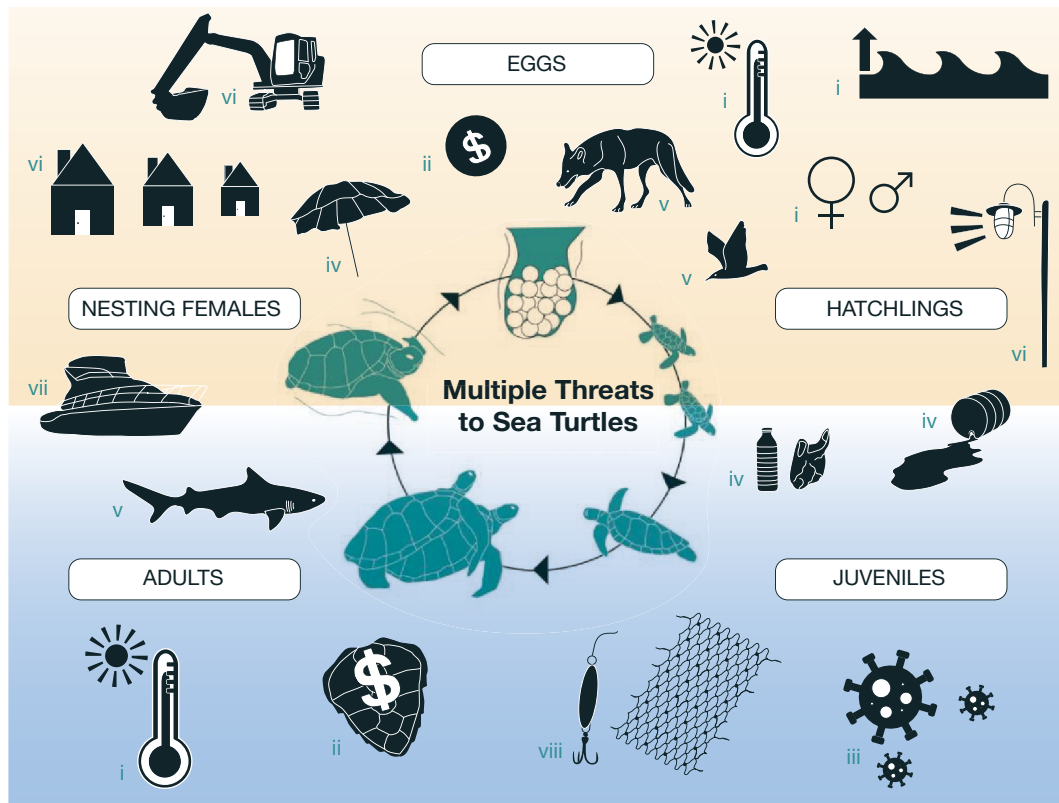 EGGS
vi
i
i
ii
$
vi
v
i
iv
v
NESTING FEMALES
HATCHLINGS
vi
vii
Multiple Threats
to Sea Turtles
iv
iv
v
ADULTS
JUVENILES
$
i
ii
viii
iii